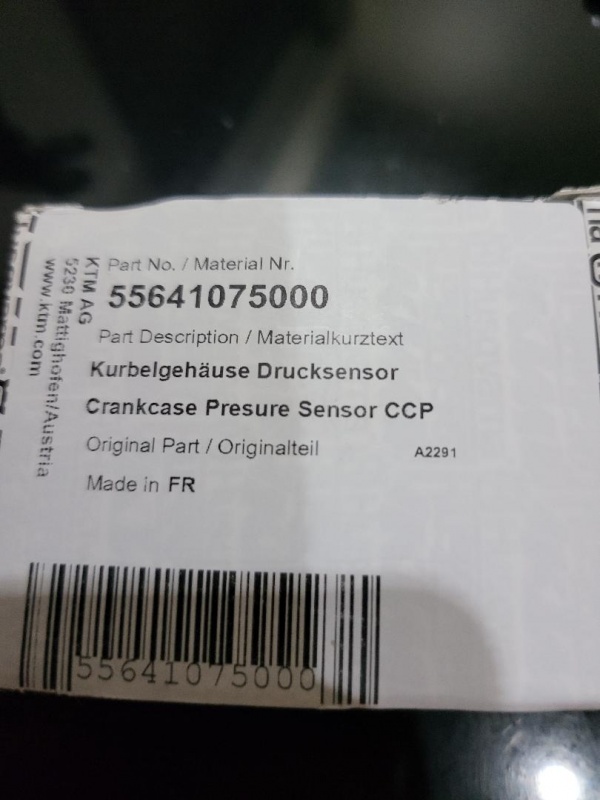 KTM AG
5230 Mattighofen/Austria
www.ktm.com
Part No. / Material Nr.
55641075000
Part Description / Materialkurztext
Kurbelgehäuse Drucksensor
Crankcase Presure Sensor CCP
Original Part / Originalteil A2291
Made in FR
55641075000